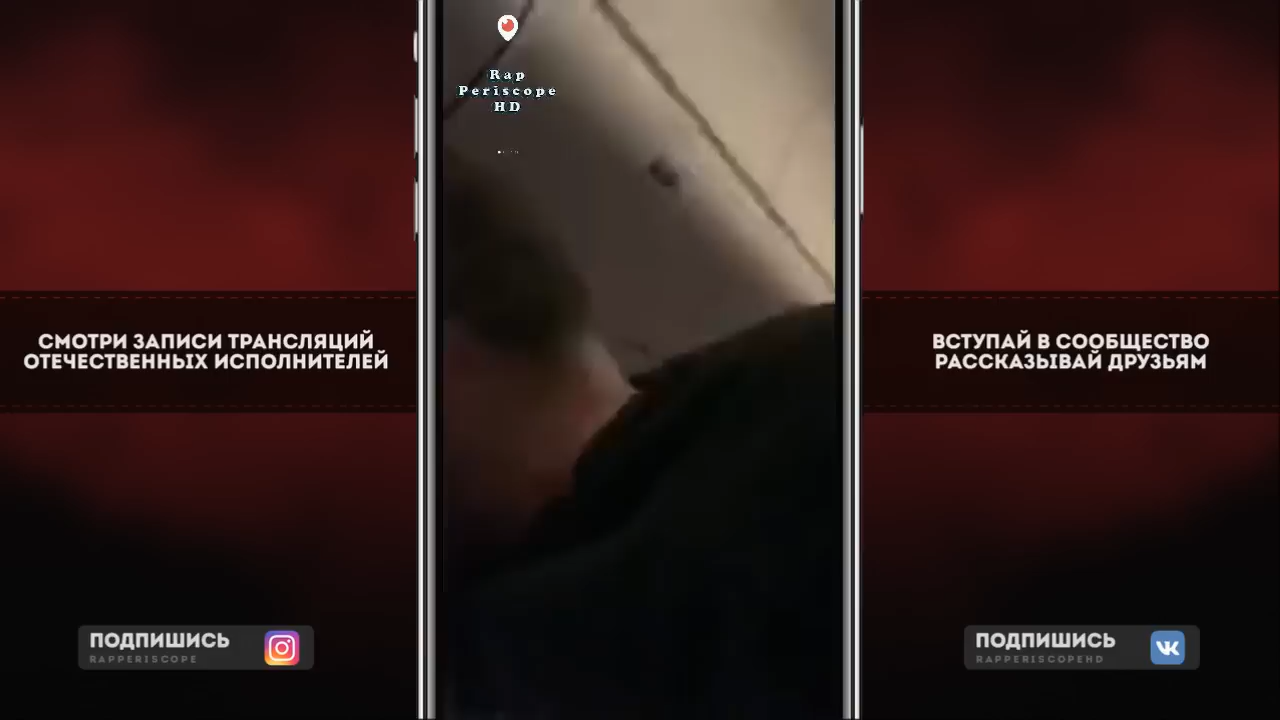 Rap
Periscope
HD
СМОТРИ ЗАПИСИ ТРАНСЛЯЦИЙ
ОТЕЧЕСТВЕННЫХ ИСПОЛНИТЕЛЕЙ
ВСТУПАЙ В СООБЩЕСТВО
РАССКАЗЫВАЙ ДРУЗЬЯМ
ПОДПИШИСЬ
RAPPERISCOPE
ПОДПИШИСЬ
RAPPERISCOPEHD